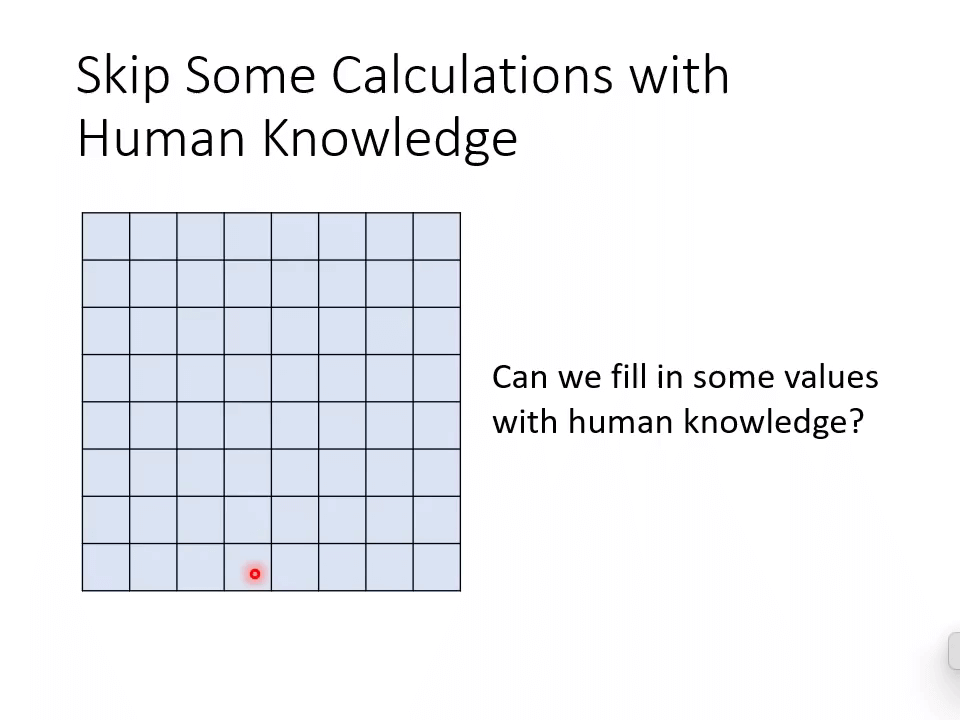 Skip Some Calculations with
Human Knowledge
Can we fill in some values
with human knowledge?